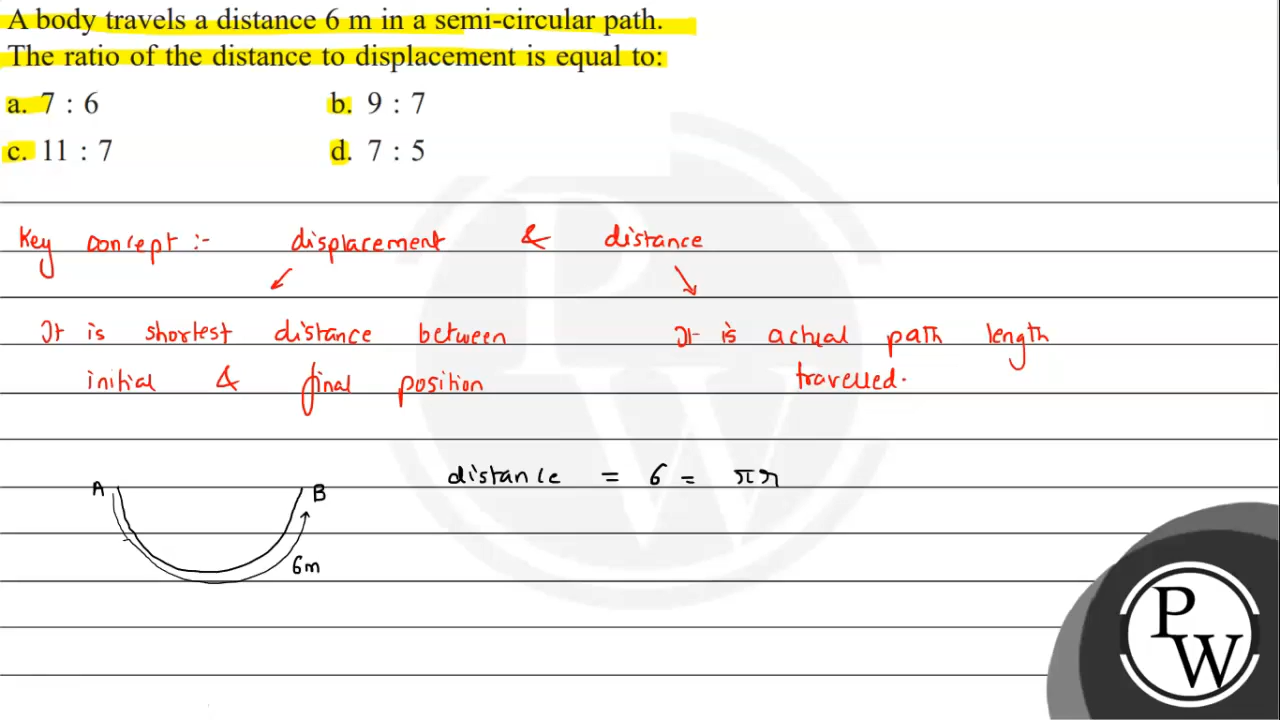 A body travels a distance 6 m in a semi-circular path.
The ratio of the distance to displacement is equal to:
a. 7 : 6 b. 9 : 7
c. 11 : 7 d. 7 : 5
Key concept :- displacement & distance
It is shortest distance between It is actual path length
initial & final position travelled.
distance = 6 = πr
A B
6m
P
W